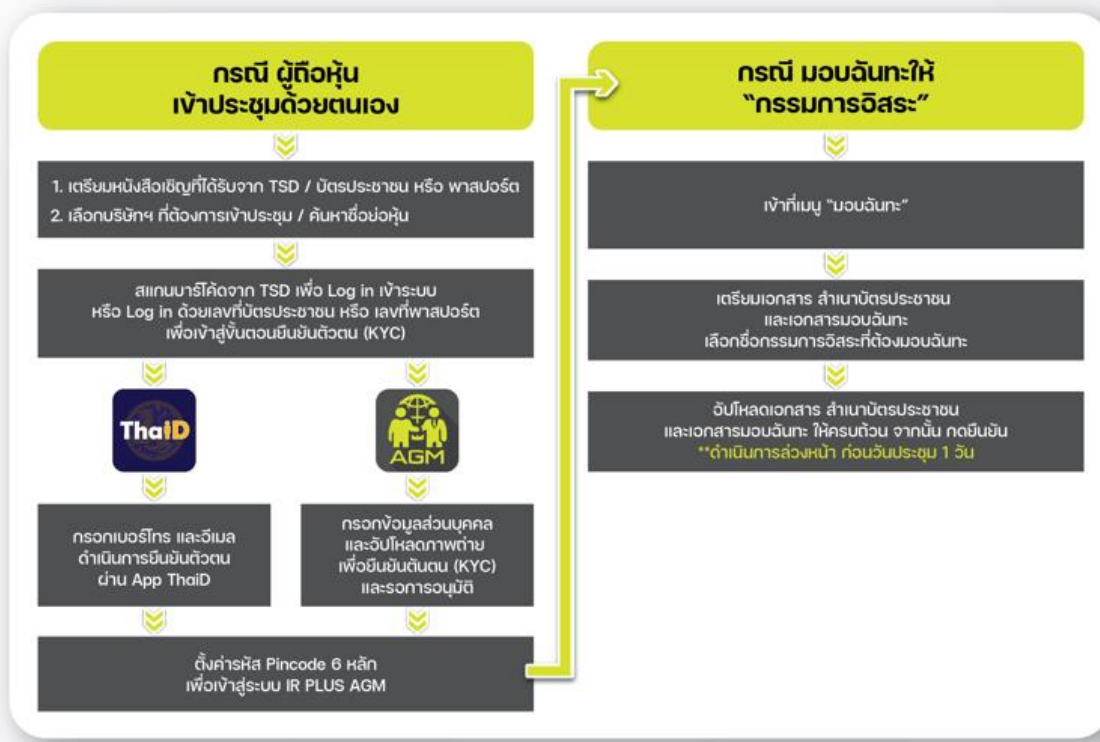 กรณี ผู้ถือหุ้น
เข้าประชุมด้วยตนเอง
1. เตรียมหนังสือเชิญที่ได้รับจาก TSD / บัตรประชาชน หรือ พาสปอร์ต
2. เลือกบริษัทฯ ที่ต้องการเข้าประชุม / ค้นหาชื่อย่อหุ้น
สแกนบาร์โค้ดจาก TSD เพื่อ Log in เข้าระบบ
หรือ Log in ด้วยเลขที่บัตรประชาชน หรือ เลขที่พาสปอร์ต
เพื่อเข้าสู่ขั้นตอนยืนยันตัวตน (KYC)
ThaiD
กรอกเบอร์โทร และอีเมล
ดำเนินการยืนยันตัวตน
ผ่าน App ThaiD
AGM
กรอกข้อมูลส่วนบุคคล
และอัปโหลดภาพถ่าย
เพื่อยืนยันตันตน (KYC)
และรอการอนุมัติ
ตั้งค่ารหัส Pincode 6 หลัก
เพื่อเข้าสู่ระบบ IR PLUS AGM
กรณี มอบฉันทะให้
“กรรมการอิสระ”
เข้าที่เมนู “มอบฉันทะ”
เตรียมเอกสาร สำเนาบัตรประชาชน
และเอกสารมอบฉันทะ
เลือกชื่อกรรมการอิสระที่ต้องมอบฉันทะ
อัปโหลดเอกสาร สำเนาบัตรประชาชน
และเอกสารมอบฉันทะ ให้ครบถ้วน จากนั้น กดยืนยัน
**ดำเนินการล่วงหน้า ก่อนวันประชุม 1 วัน